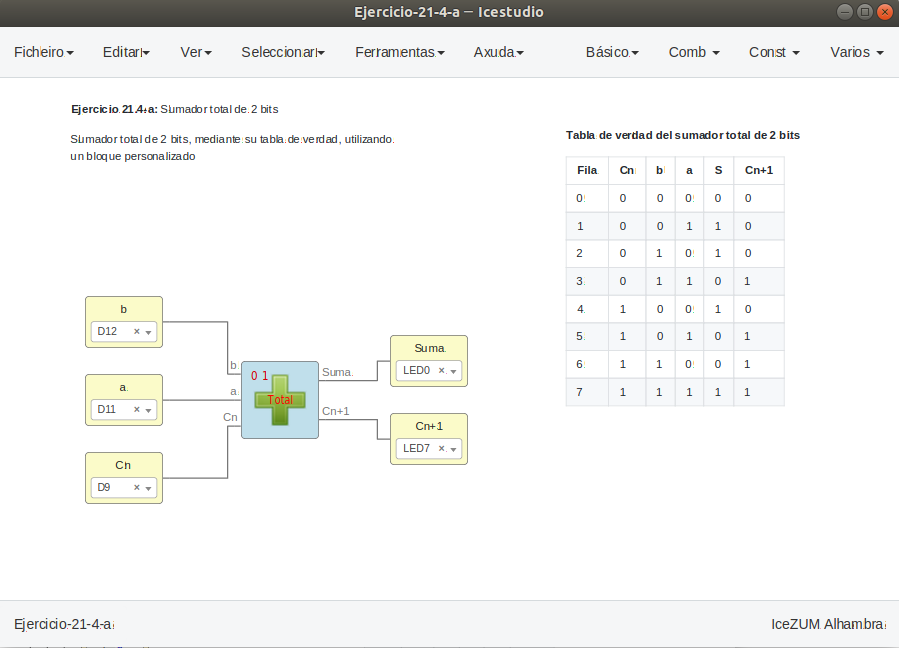 Ejercicio-21-4-a — Icestudio
Ficheiro Editar Ver Seleccionar Ferramentas Axuda Básico Comb Const Varios
Ejercicio 21.4-a: Sumador total de 2 bits
Sumador total de 2 bits, mediante su tabla de verdad, utilizando
un bloque personalizado
Tabla de verdad del sumador total de 2 bits
Fila Cn b a S Cn+1
0 0 0 0 0 0
1 0 0 1 1 0
2 0 1 0 1 0
3 0 1 1 0 1
4 1 0 0 1 0
5 1 0 1 0 1
6 1 1 0 0 1
7 1 1 1 1 1
b
D12 ×
a
D11 ×
Cn
D9 ×
b
a
Cn
0 1
Total
Suma
Cn+1
Suma
LED0 ×
Cn+1
LED7 ×
Ejercicio-21-4-a
IceZUM Alhambra